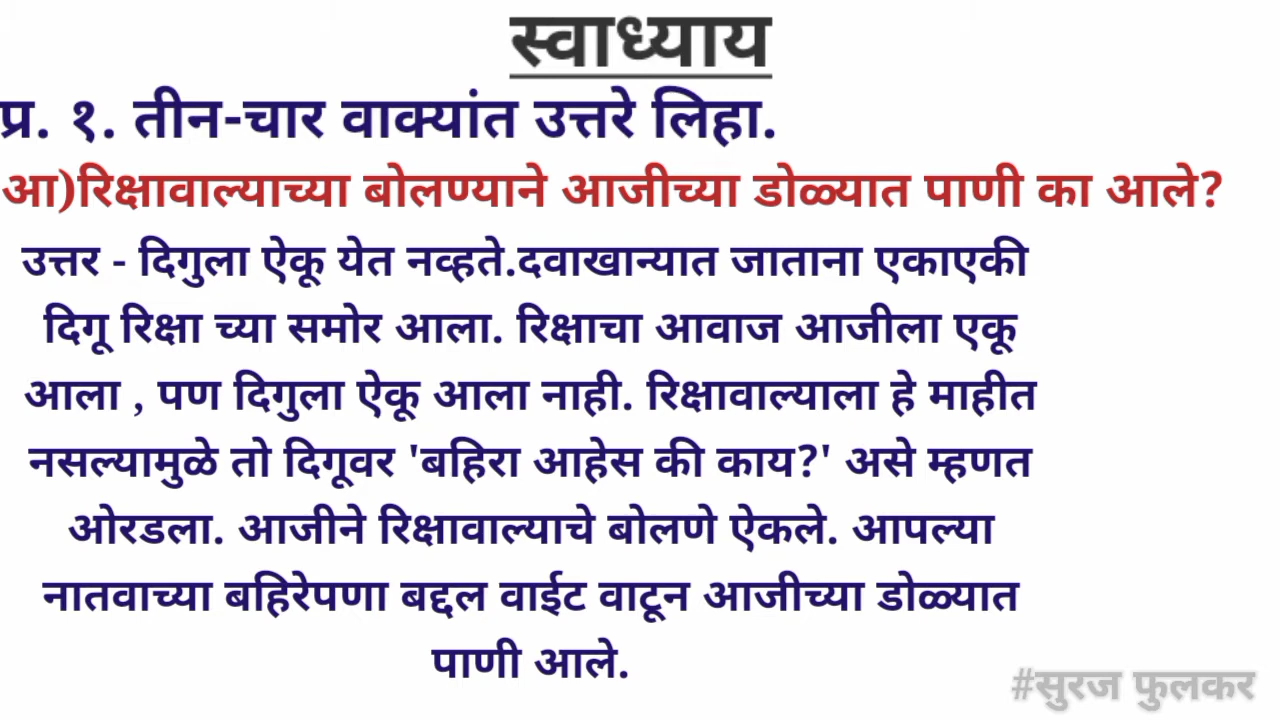 स्वाध्याय
प्र. १. तीन-चार वाक्यांत उत्तरे लिहा.
आ)रिक्षावाल्याच्या बोलण्याने आजीच्या डोळ्यात पाणी का आले?
उत्तर - दिगुला ऐकू येत नव्हते.दवाखान्यात जाताना एकाएकी
दिगू रिक्षा च्या समोर आला. रिक्षाचा आवाज आजीला एकू
आला , पण दिगुला ऐकू आला नाही. रिक्षावाल्याला हे माहीत
नसल्यामुळे तो दिगूवर 'बहिरा आहेस की काय?' असे म्हणत
ओरडला. आजीने रिक्षावाल्याचे बोलणे ऐकले. आपल्या
नातवाच्या बहिरेपणा बद्दल वाईट वाटून आजीच्या डोळ्यात
पाणी आले.
#सुरज फुलकर